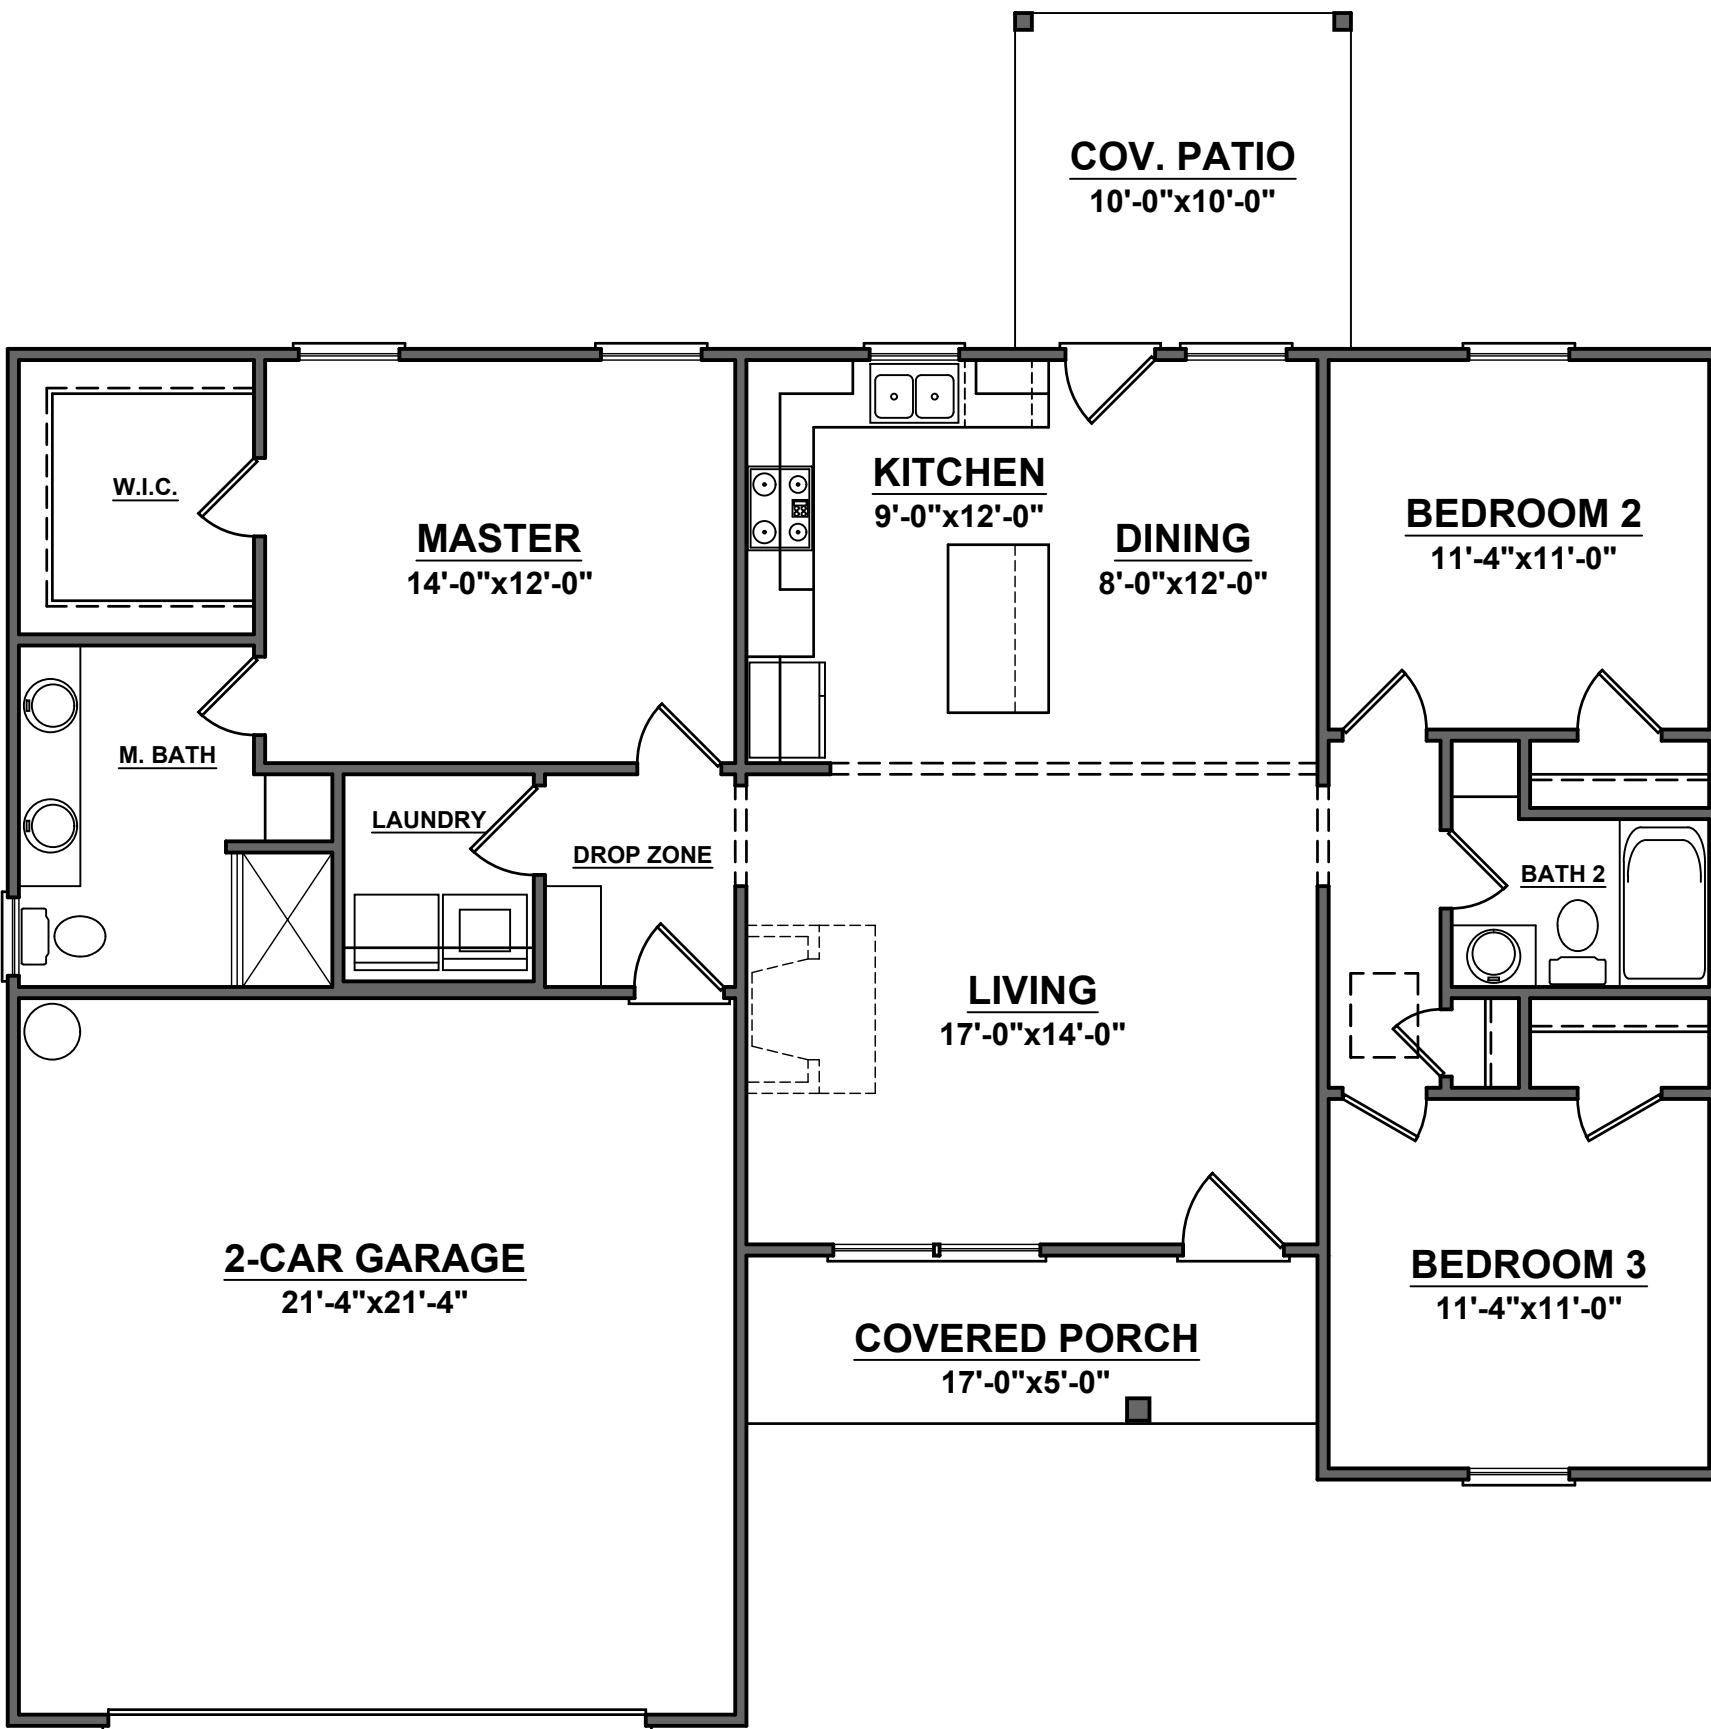 COV. PATIO
10'-0"x10'-0"
W.I.C.
MASTER
14'-0"x12'-0"
KITCHEN
9'-0"x12'-0"
DINING
8'-0"x12'-0"
BEDROOM 2
11'-4"x11'-0"
M. BATH
LAUNDRY
DROP ZONE
BATH 2
LIVING
17'-0"x14'-0"
2-CAR GARAGE
21'-4"x21'-4"
COVERED PORCH
17'-0"x5'-0"
BEDROOM 3
11'-4"x11'-0"